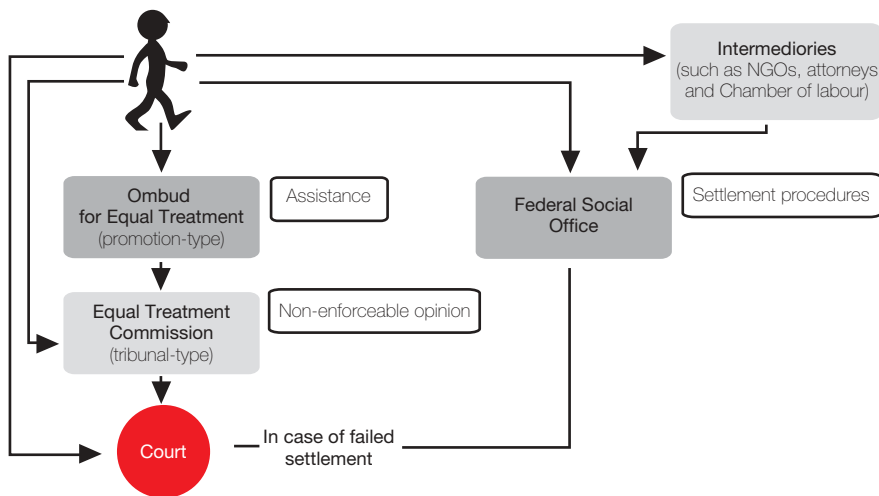 Intermediories
(such as NGOs, attorneys
and Chamber of labour)
Ombud
for Equal Treatment
(promotion-type)
Assistance
Federal Social
Office
Settlement procedures
Equal Treatment
Commission
(tribunal-type)
Non-enforceable opinion
Court
In case of failed
settlement